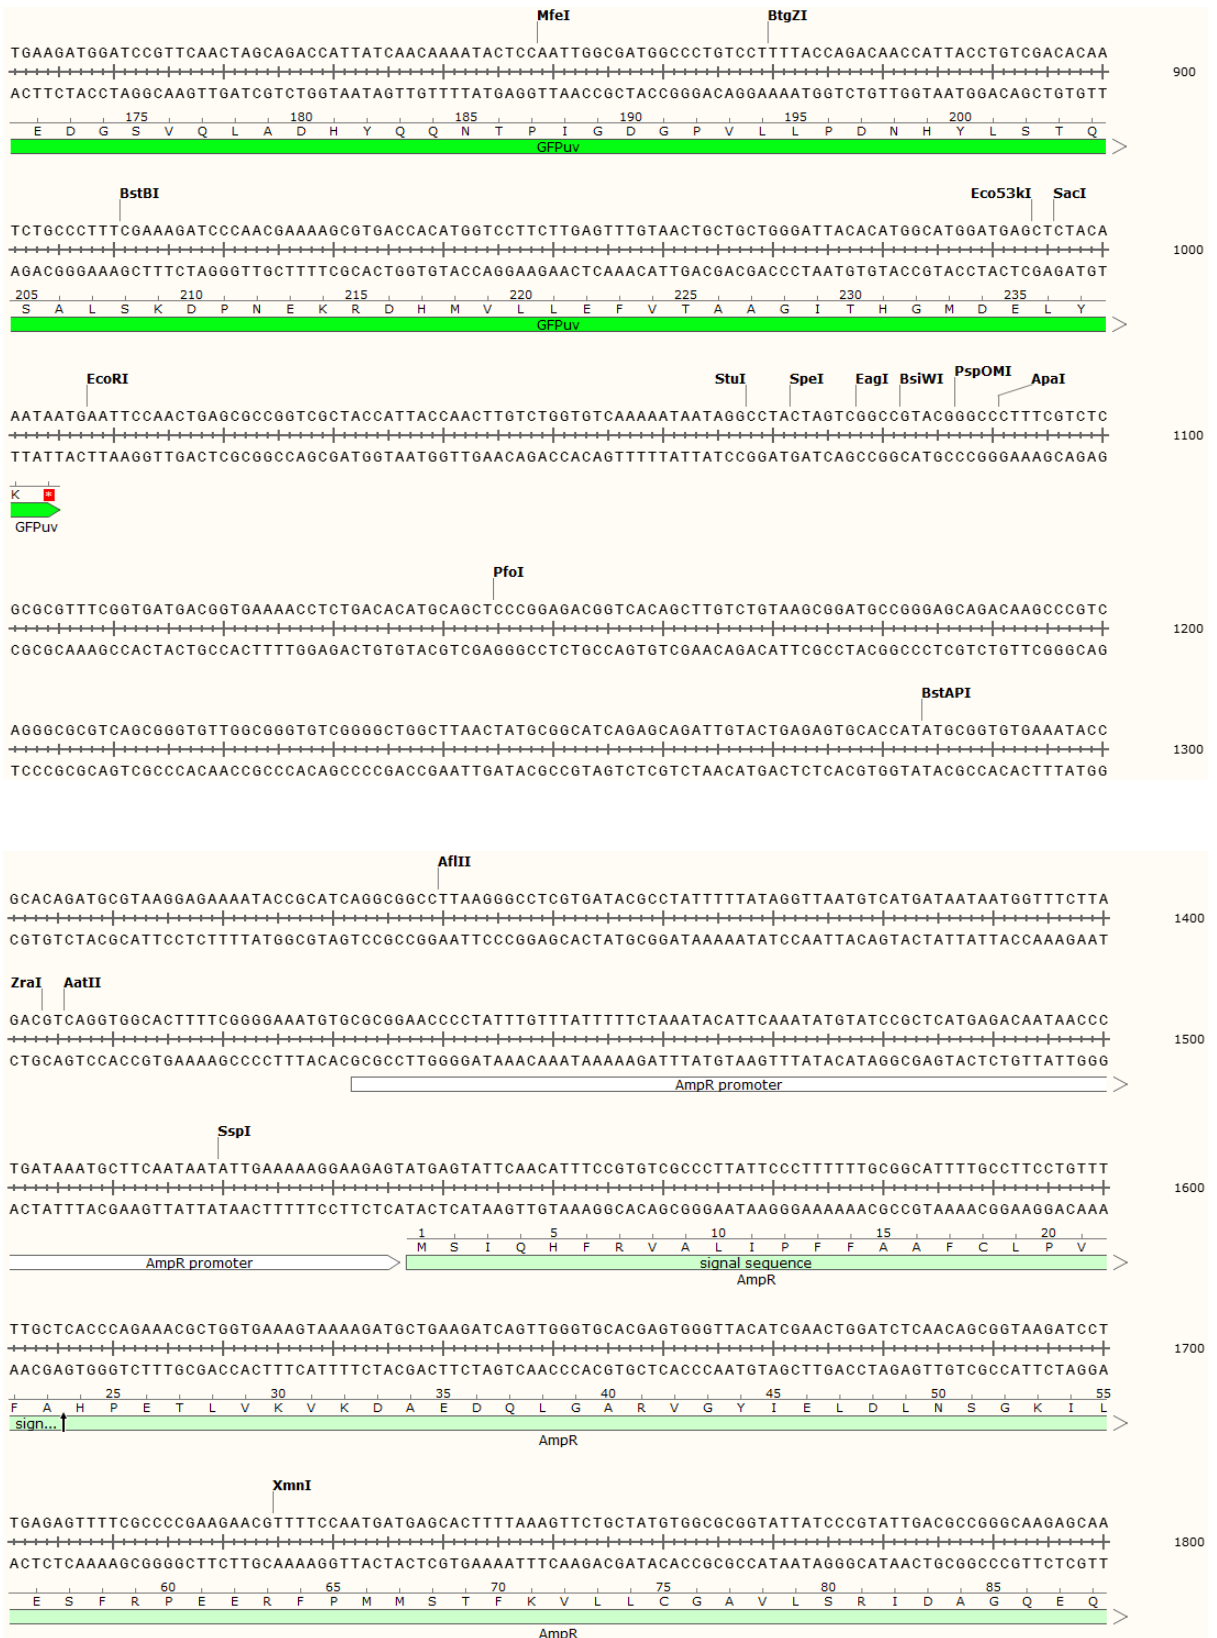 MfeI BtgZI
TGAAGATGGATCCGTTCAACTAGCAGACCATTATCAACAAAATACTCCAATTGGCGATGGCCCTGTCCTTTTACCAGACAACCATTACCTGTCGACACAA
900
ACTTCTACCTAGGCAAGTTGATCGTCTGGTAATAGTTGTTTTATGAGGTTAACCGCTACCGGGACAGGAAAATGGTCTGTTGGTAATGGACAGCTGTGTT
175 180 185 190 195 200
E D G S V Q L A D H Y Q Q N T P I G D G P V L L P D N H Y L S T Q
GFPuv
BstBI Eco53kI SacI
TCTGCCCTTTCGAAAGATCCCAACGAAAAGCGTGACCACATGGTCCTTCTTGAGTTTGTAACTGCTGCTGGGATTACACATGGCATGGATGAGCTCTACA
1000
AGACGGGAAAGCTTTCTAGGGTTGCTTTTCGCACTGGTGTACCAGGAAGAACTCAAACATTGACGACGACCCTAATGTGTACCGTACCTACTCGAGATGT
205 210 215 220 225 230 235
S A L S K D P N E K R D H M V L L E F V T A A G I T H G M D E L Y
GFPuv
EcoRI StuI SpeI EagI BsiWI PspOMI ApaI
AATAATGAATTCCAACTGAGCGCCGGTCGCTACCATTACCAACTTGTCTGGTGTCAAAAATAATAGGCCTACTAGTCGGCCGTACGGGCCCTTTCGTCTC
1100
TTATTACTTAAGGTTGACTCGCGGCCAGCGATGGTAATGGTTGAACAGACCACAGTTTTTATTATCCGGATGATCAGCCGGCATGCCCGGGAAAGCAGAG
K *
GFPuv
PfoI
GCGCGTTTCGGTGATGACGGTGAAAACCTCTGACACATGCAGCTCCCGGAGACGGTCACAGCTTGTCTGTAAGCGGATGCCGGGAGCAGACAAGCCCGTC
1200
CGCGCAAAGCCACTACTGCCACTTTTGGAGACTGTGTACGTCGAGGGCCTCTGCCAGTGTCGAACAGACATTCGCCTACGGCCCTCGTCTGTTCGGGCAG
BstAPI
AGGGCGCGTCAGCGGGTGTTGGCGGGTGTCGGGGCTGGCTTAACTATGCGGCATCAGAGCAGATTGTACTGAGAGTGCACCATATGCGGTGTGAAATACC
1300
TCCCGCGCAGTCGCCCACAACCGCCCACAGCCCCGACCGAATTGATACGCCGTAGTCTCGTCTAACATGACTCTCACGTGGTATACGCCACACTTTATGG
AflII
GCACAGATGCGTAAGGAGAAAATACCGCATCAGGCGGCCTTAAGGGCCTCGTGATACGCCTATTTTTATAGGTTAATGTCATGATAATAATGGTTTCTTA
1400
CGTGTCTACGCATTCCTCTTTTATGGCGTAGTCCGCCGGAATTCCCGGAGCACTATGCGGATAAAAATATCCAATTACAGTACTATTATTACCAAAGAAT
ZraI AatII
GACGTCAGGTGGCACTTTTCGGGGAAATGTGCGCGGAACCCCTATTTGTTTATTTTTCTAAATACATTCAAATATGTATCCGCTCATGAGACAATAACCC
1500
CTGCAGTCCACCGTGAAAAGCCCCTTTACACGCGCCTTGGGGATAAACAAATAAAAAGATTTATGTAAGTTTATACATAGGCGAGTACTCTGTTATTGGG
AmpR promoter
SspI
TGATAAATGCTTCAATAATATTGAAAAAGGAAGAGTATGAGTATTCAACATTTCCGTGTCGCCCTTATTCCCTTTTTTGCGGCATTTTGCCTTCCTGTTT
1600
ACTATTTACGAAGTTATTATAACTTTTTCCTTCTCATACTCATAAGTTGTAAAGGCACAGCGGGAATAAGGGAAAAAACGCCGTAAAACGGAAGGACAAA
1 5 10 15 20
M S I Q H F R V A L I P F F A A F C L P V
AmpR promoter signal sequence
AmpR
TTGCTCACCCAGAAACGCTGGTGAAAGTAAAAGATGCTGAAGATCAGTTGGGTGCACGAGTGGGTTACATCGAACTGGATCTCAACAGCGGTAAGATCCT
1700
AACGAGTGGGTCTTTGCGACCACTTTCATTTTCTACGACTTCTAGTCAACCCACGTGCTCACCCAATGTAGCTTGACCTAGAGTTGTCGCCATTCTAGGA
25 30 35 40 45 50 55
F A H P E T L V K V K D A E D Q L G A R V G Y I E L D L N S G K I L
sign...
AmpR
XmnI
TGAGAGTTTTCGCCCCGAAGAACGTTTTCCAATGATGAGCACTTTTAAAGTTCTGCTATGTGGCGCGGTATTATCCCGTATTGACGCCGGGCAAGAGCAA
1800
ACTCTCAAAAGCGGGGCTTCTTGCAAAAGGTTACTACTCGTGAAAATTTCAAGACGATACACCGCGCCATAATAGGGCATAACTGCGGCCCGTTCTCGTT
60 65 70 75 80 85
E S F R P E E R F P M M S T F K V L L C G A V L S R I D A G Q E Q
AmpR